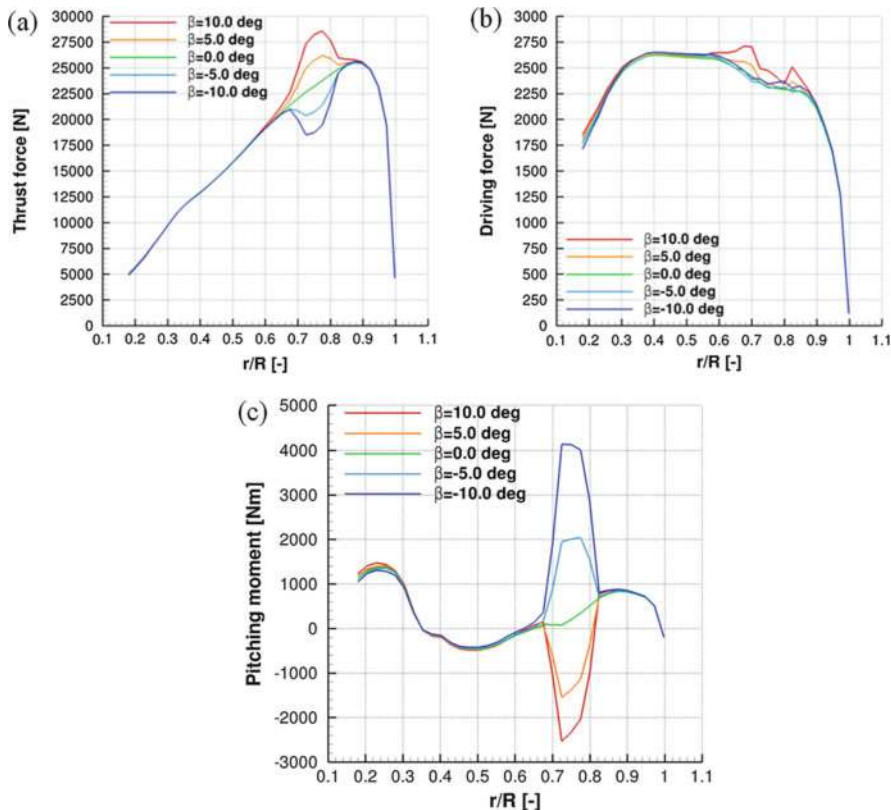 (a)
Thrust force [N]
30000
27500
25000
22500
20000
17500
15000
12500
10000
7500
5000
2500
0
β=10.0 deg
β=5.0 deg
β=0.0 deg
β=-5.0 deg
β=-10.0 deg
0.1 0.2 0.3 0.4 0.5 0.6 0.7 0.8 0.9 1 1.1
r/R [-]
(b)
Driving force [N]
3000
2750
2500
2250
2000
1750
1500
1250
1000
750
500
250
0
β=10.0 deg
β=5.0 deg
β=0.0 deg
β=-5.0 deg
β=-10.0 deg
0.1 0.2 0.3 0.4 0.5 0.6 0.7 0.8 0.9 1 1.1
r/R [-]
(c)
Pitching moment [Nm]
5000
4000
3000
2000
1000
0
-1000
-2000
-3000
β=10.0 deg
β=5.0 deg
β=0.0 deg
β=-5.0 deg
β=-10.0 deg
0.1 0.2 0.3 0.4 0.5 0.6 0.7 0.8 0.9 1 1.1
r/R [-]